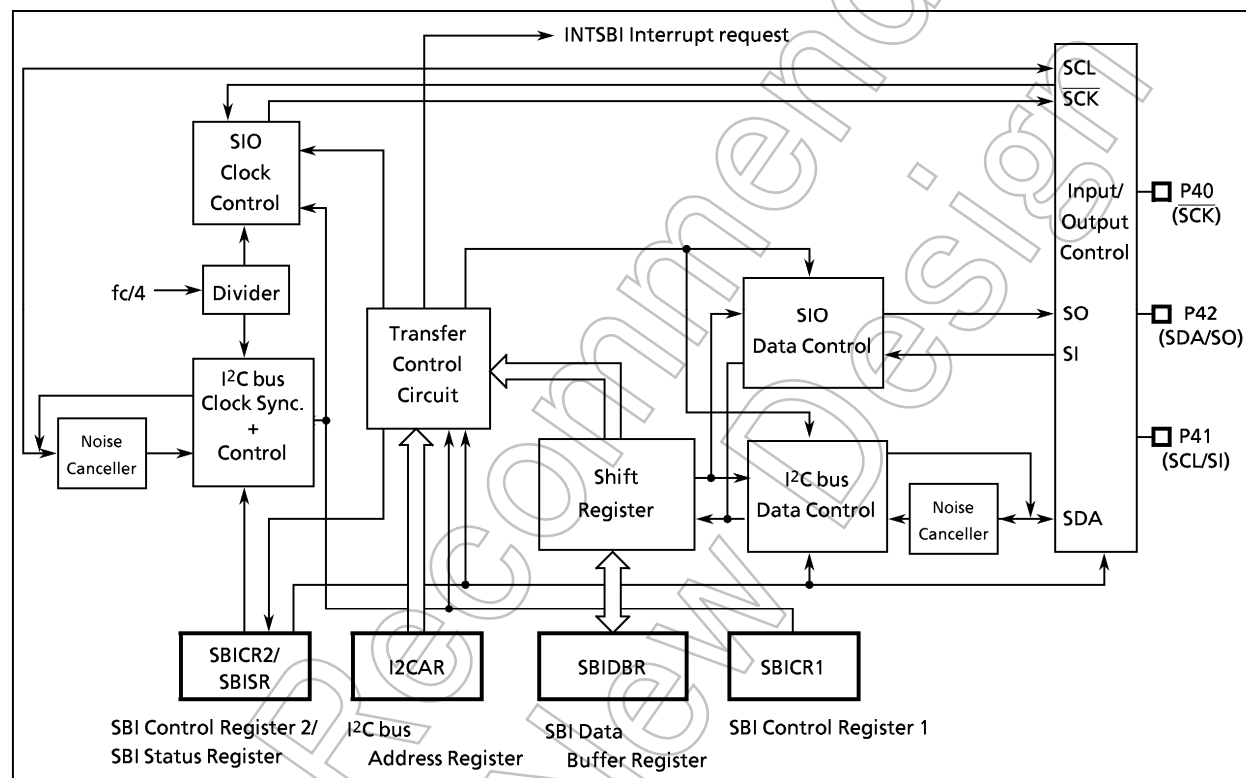 INTSBI Interrupt request
SCL
SCK
SIO
Clock
Control
Input/
Output
Control
P40
(SCK)
fc/4
Divider
Transfer
Control
Circuit
SIO
Data Control
SO
SI
P42
(SDA/SO)
I²C bus
Clock Sync.
+
Control
Noise
Canceller
Shift
Register
I²C bus
Data Control
Noise
Canceller
SDA
P41
(SCL/SI)
SBICR2/
SBISR
I2CAR
SBIDBR
SBICR1
SBI Control Register 2/
SBI Status Register
I²C bus
Address Register
SBI Data
Buffer Register
SBI Control Register 1
Recommend
New Design